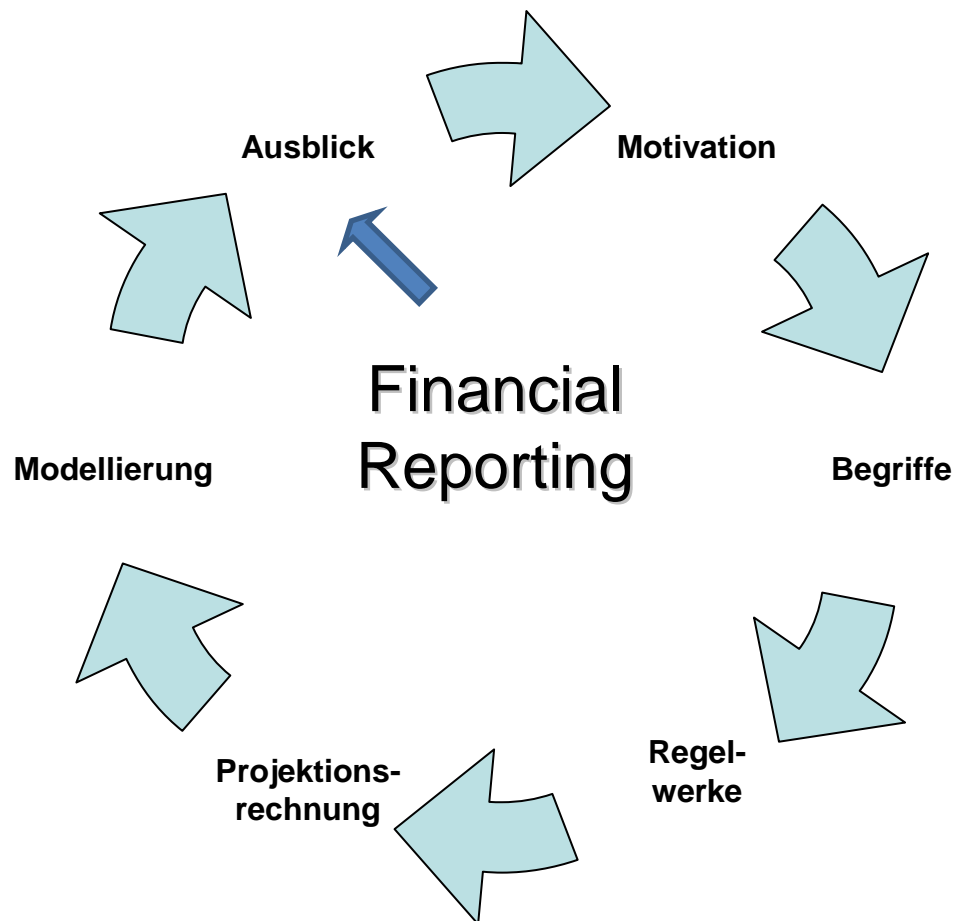 Ausblick
Motivation
Financial
Reporting
Modellierung
Begriffe
Projektions-
rechnung
Regel-
werke